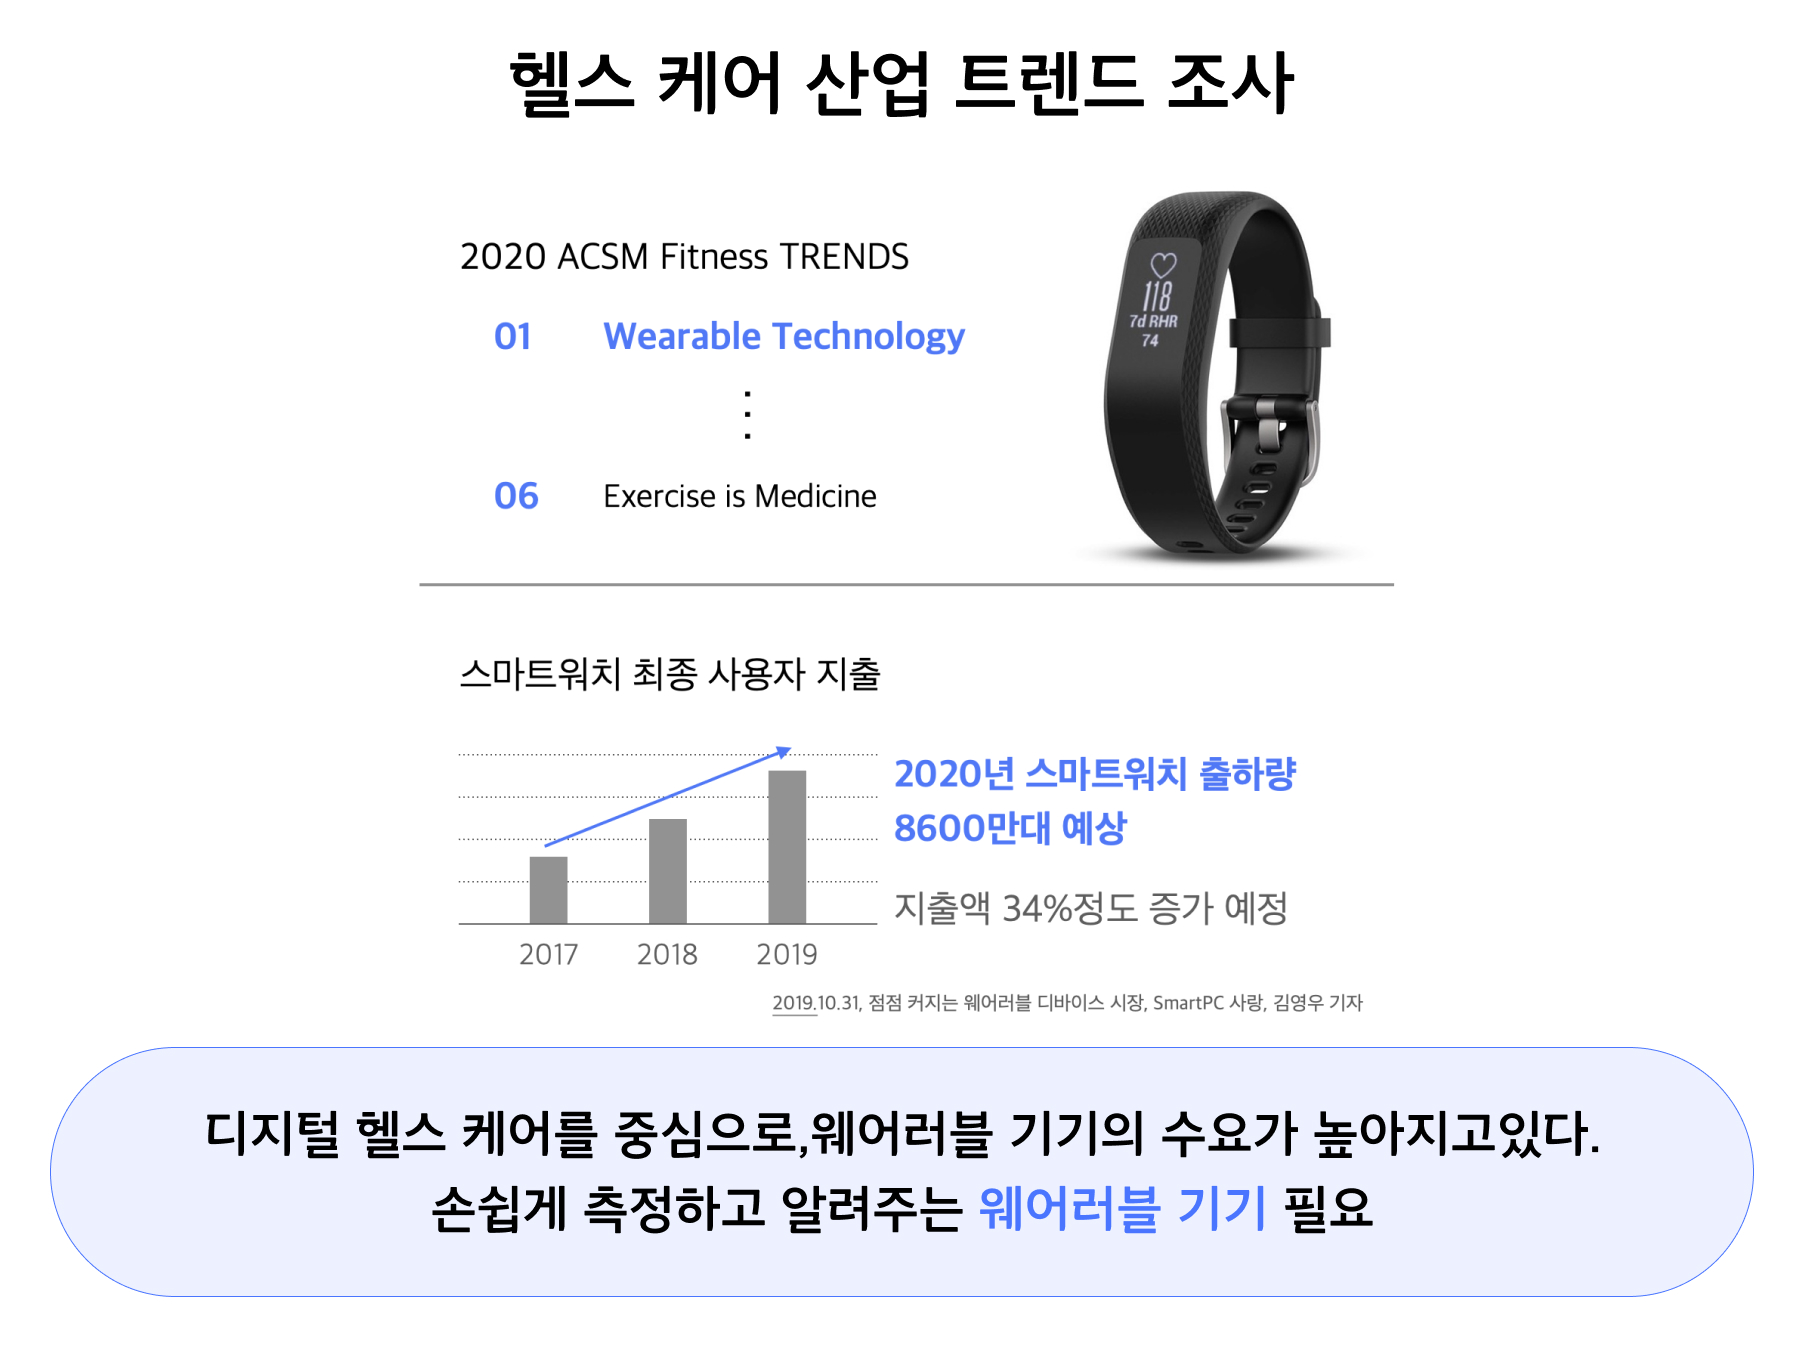 헬스 케어 산업 트렌드 조사
2020 ACSM Fitness TRENDS
01 Wearable Technology
06 Exercise is Medicine
118
7d RHR
74
스마트워치 최종 사용자 지출
2017 2018 2019
2020년 스마트워치 출하량
8600만대 예상
지출액 34%정도 증가 예정
2019.10.31, 점점 커지는 웨어러블 디바이스 시장, SmartPC 사랑, 김영우 기자
디지털 헬스 케어를 중심으로,웨어러블 기기의 수요가 높아지고있다.
손쉽게 측정하고 알려주는 웨어러블 기기 필요